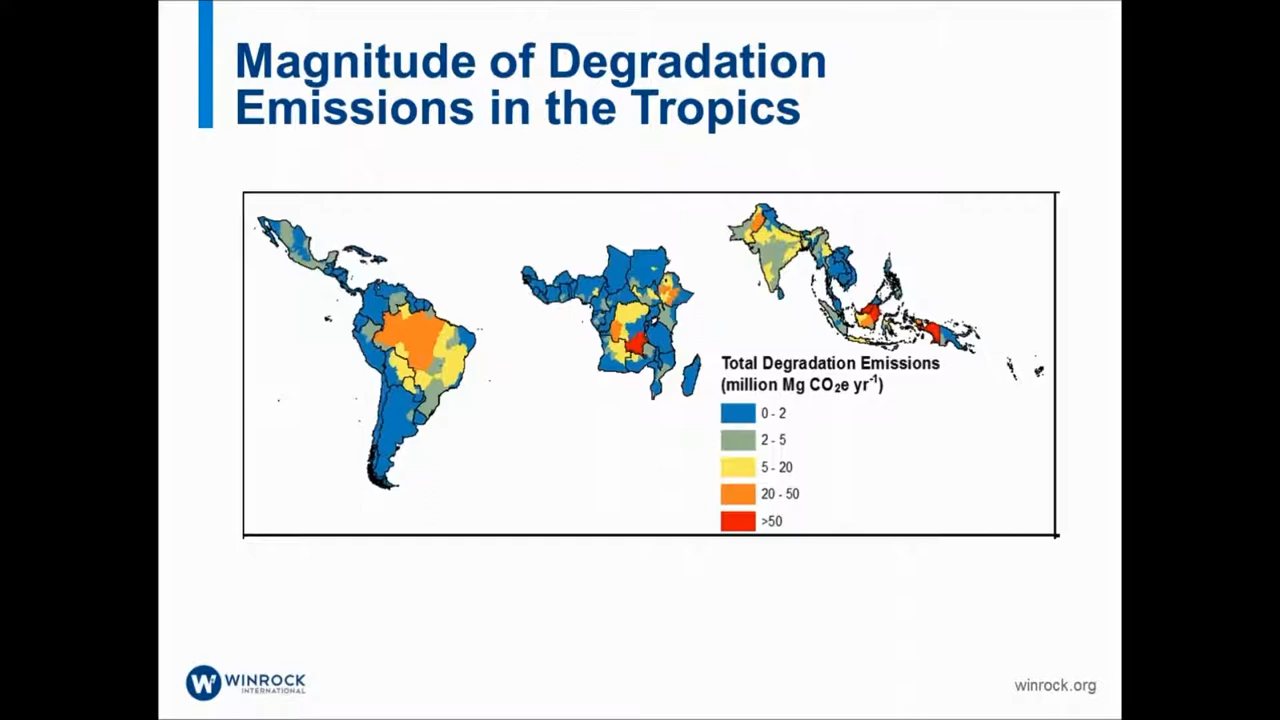 Magnitude of Degradation
Emissions in the Tropics
Total Degradation Emissions
(million Mg CO₂e yr⁻¹)
0 - 2
2 - 5
5 - 20
20 - 50
>50
WINROCK
INTERNATIONAL
winrock.org